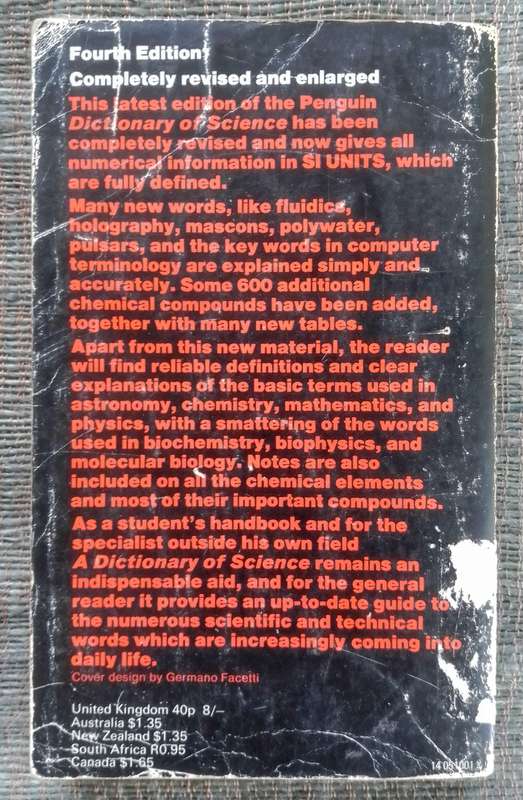 Fourth Edition
Completely revised and enlarged
This latest edition of the Penguin
Dictionary of Science has been
completely revised and now gives all
numerical information in SI UNITS, which
are fully defined.
Many new words, like fluidics,
holography, mascons, polywater,
pulsars, and the key words in computer
terminology are explained simply and
accurately. Some 600 additional
chemical compounds have been added,
together with many new tables.
Apart from this new material, the reader
will find reliable definitions and clear
explanations of the basic terms used in
astronomy, chemistry, mathematics, and
physics, with a smattering of the words
used in biochemistry, biophysics, and
molecular biology. Notes are also
included on all the chemical elements
and most of their important compounds.
As a student's handbook and for the
specialist outside his own field
A Dictionary of Science remains an
indispensable aid, and for the general
reader it provides an up-to-date guide to
the numerous scientific and technical
words which are increasingly coming into
daily life.
Cover design by Germano Facetti
United Kingdom 40p 8/–
Australia $1.35
New Zealand $1.35
South Africa R0.95
Canada $1.65
14 051001 X